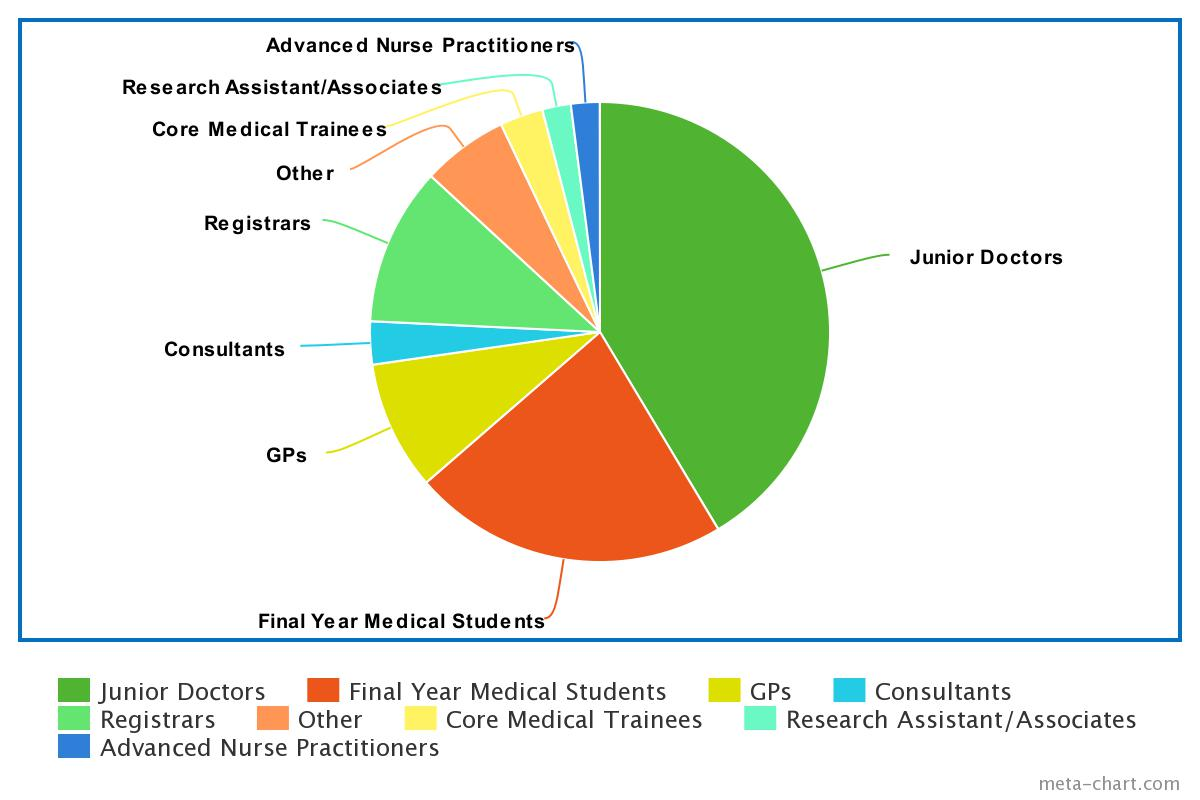 Advanced Nurse Practitioners
Research Assistant/Associates
Core Medical Trainees
Other
Registrars
Junior Doctors
Consultants
GPs
Final Year Medical Students
Junior Doctors Final Year Medical Students GPs Consultants
Registrars Other Core Medical Trainees Research Assistant/Associates
Advanced Nurse Practitioners
meta-chart.com